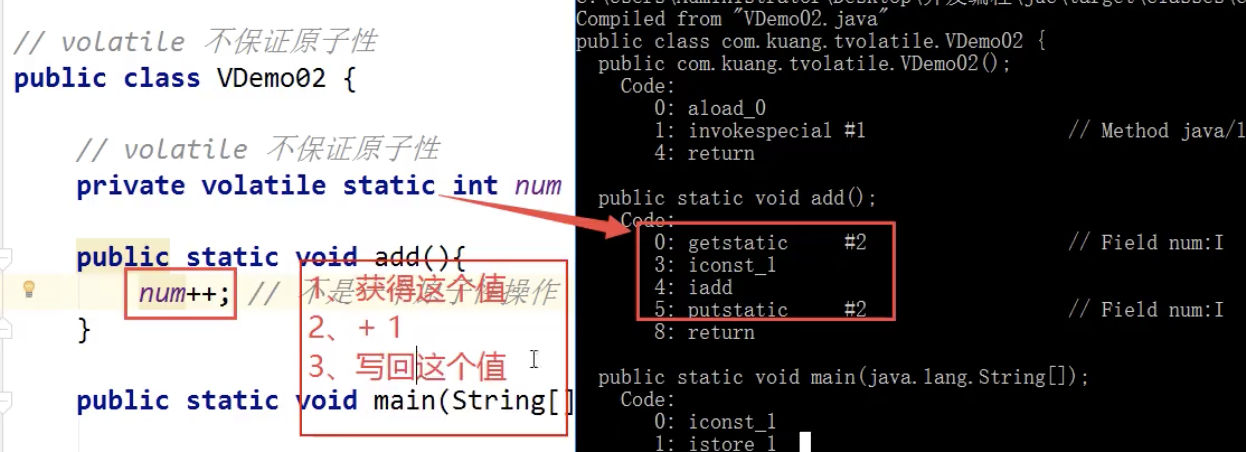 // volatile 不保证原子性
public class VDemo02 {
// volatile 不保证原子性
private volatile static int num
public static void add(){
num++; // 不是 原子性操作
1、获得这个值
2、+ 1
3、写回这个值
}
public static void main(String[]
Compiled from "VDemo02.java"
public class com.kuang.tvolatile.VDemo02 {
public com.kuang.tvolatile.VDemo02();
Code:
0: aload_0
1: invokespecial #1 // Method java/l
4: return
public static void add();
Code:
0: getstatic #2 // Field num:I
3: iconst_1
4: iadd
5: putstatic #2 // Field num:I
8: return
public static void main(java.lang.String[]);
Code:
0: iconst_1
1: istore_1